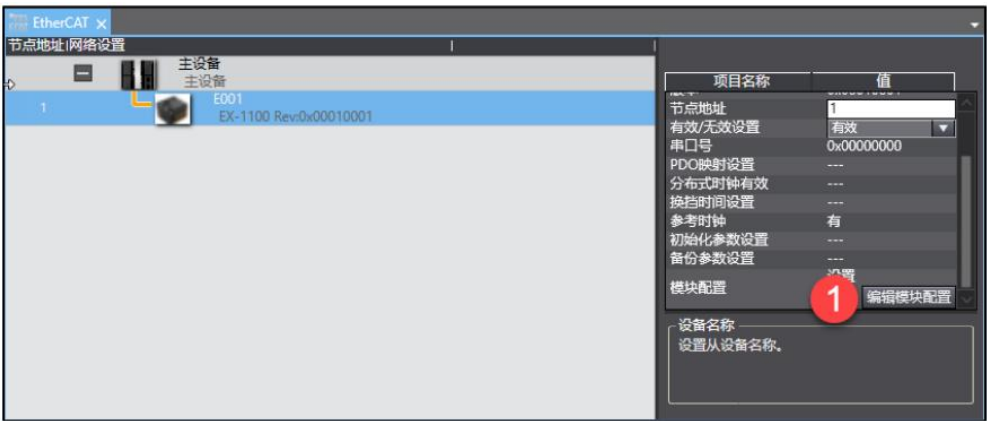 EtherCAT
节点地址|网络设置
主设备
主设备
项目名称 值
节点地址 1
1 E001
EX-1100 Rev:0x00010001
有效/无效设置 有效
串口号 0x00000000
PDO映射设置 ---
分布式时钟有效 ---
换挡时间设置 ---
参考时钟 有
初始化参数设置 ---
备份参数设置 ---
设置
模块配置
1 编辑模块配置
设备名称
设置从设备名称。